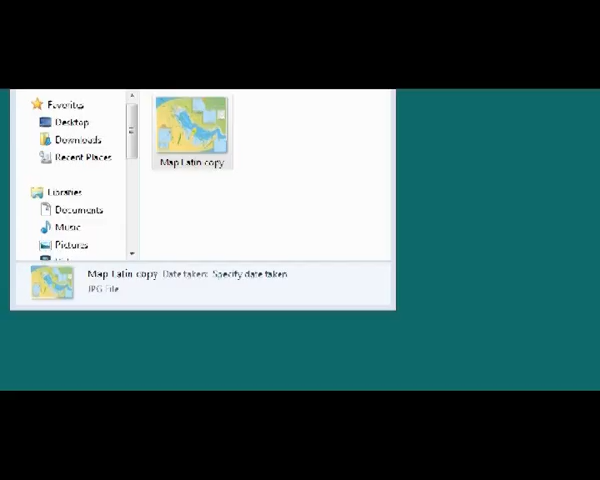 Favorites
Desktop
Downloads
Recent Places
Libraries
Documents
Music
Pictures
Map Latin copy
Map Latin copy Date taken: Specify date taken
JPG File